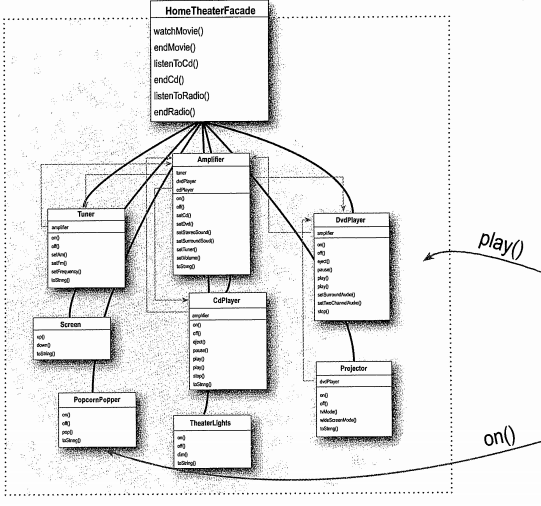 HomeTheaterFacade
watchMovie()
endMovie()
listenToCd()
endCd()
listenToRadio()
endRadio()
Amplifier
tuner
dvdPlayer
cdPlayer
on()
off()
setCd()
setDvd()
setStereoSound()
setSurroundSoud()
setTuner()
setVolume()
toString()
Tuner
amplifier
on()
off()
setAm()
setFm()
setFrequency()
toString()
DvdPlayer
amplifier
on()
off()
eject()
pause()
play()
play()
setSurroundAudio()
setTwoChannelAudio()
stop()
play()
Screen
up()
down()
toString()
CdPlayer
amplifier
on()
off()
eject()
pause()
play()
play()
stop()
toString()
Projector
dvdPlayer
on()
off()
tvMode()
wideScreenMode()
toString()
PopcornPopper
on()
off()
pop()
toString()
TheaterLights
on()
off()
dim()
toString()
on()